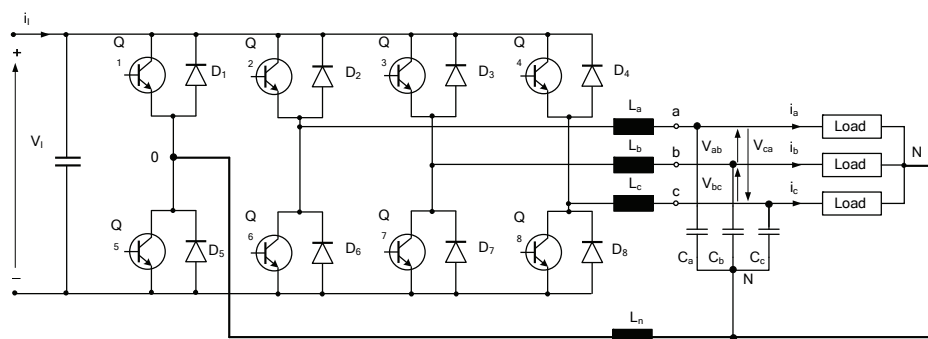 i_I
+
V_I
−
Q 1
D_1
Q 2
D_2
Q 3
D_3
Q 4
D_4
0
Q 5
D_5
Q 6
D_6
Q 7
D_7
Q 8
D_8
L_a
a
L_b
b
L_c
c
V_ab
V_ca
V_bc
i_a
Load
i_b
Load
i_c
Load
N
C_a
C_b
C_c
N
L_n